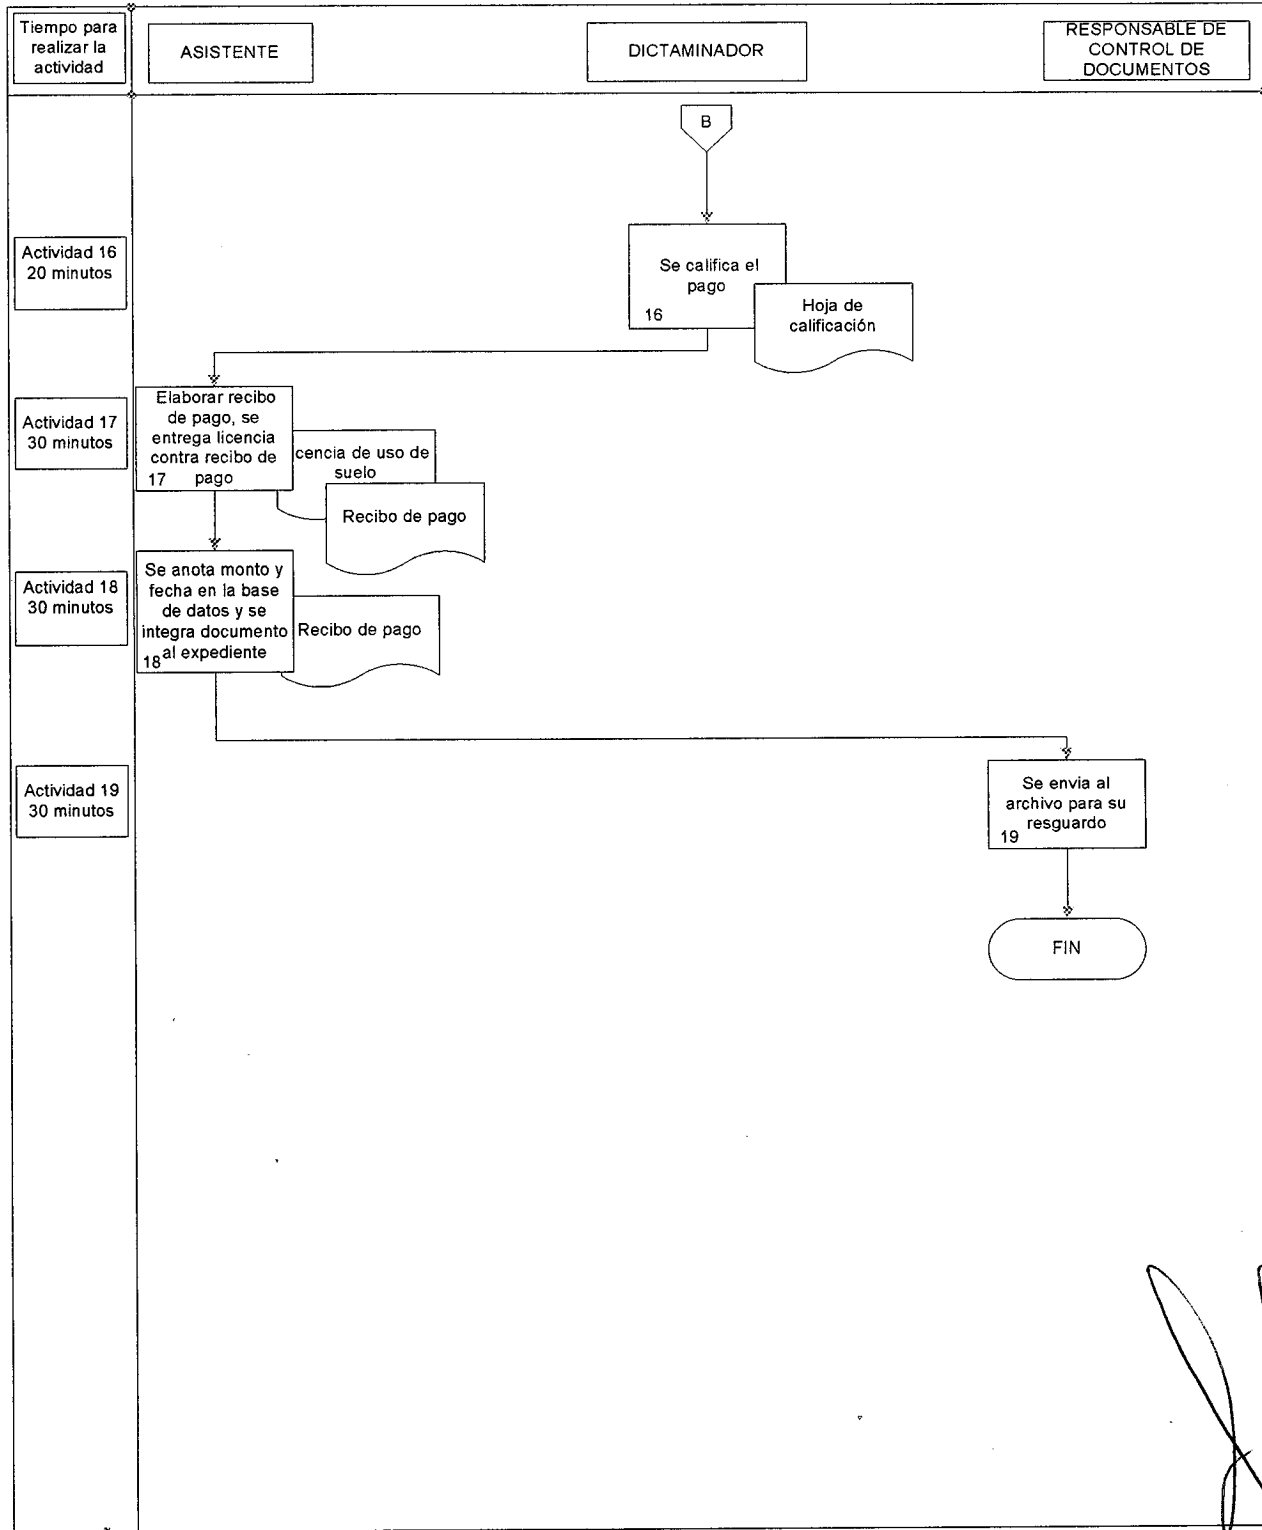 Tiempo para
realizar la
actividad
ASISTENTE
DICTAMINADOR
RESPONSABLE DE
CONTROL DE
DOCUMENTOS
B
Actividad 16
20 minutos
Se califica el
pago
16
Hoja de
calificación
Actividad 17
30 minutos
Elaborar recibo
de pago, se
entrega licencia
contra recibo de
17 pago
cencia de uso de
suelo
Recibo de pago
Actividad 18
30 minutos
Se anota monto y
fecha en la base
de datos y se
integra documento
18 al expediente
Recibo de pago
Actividad 19
30 minutos
Se envia al
archivo para su
resguardo
19
FIN